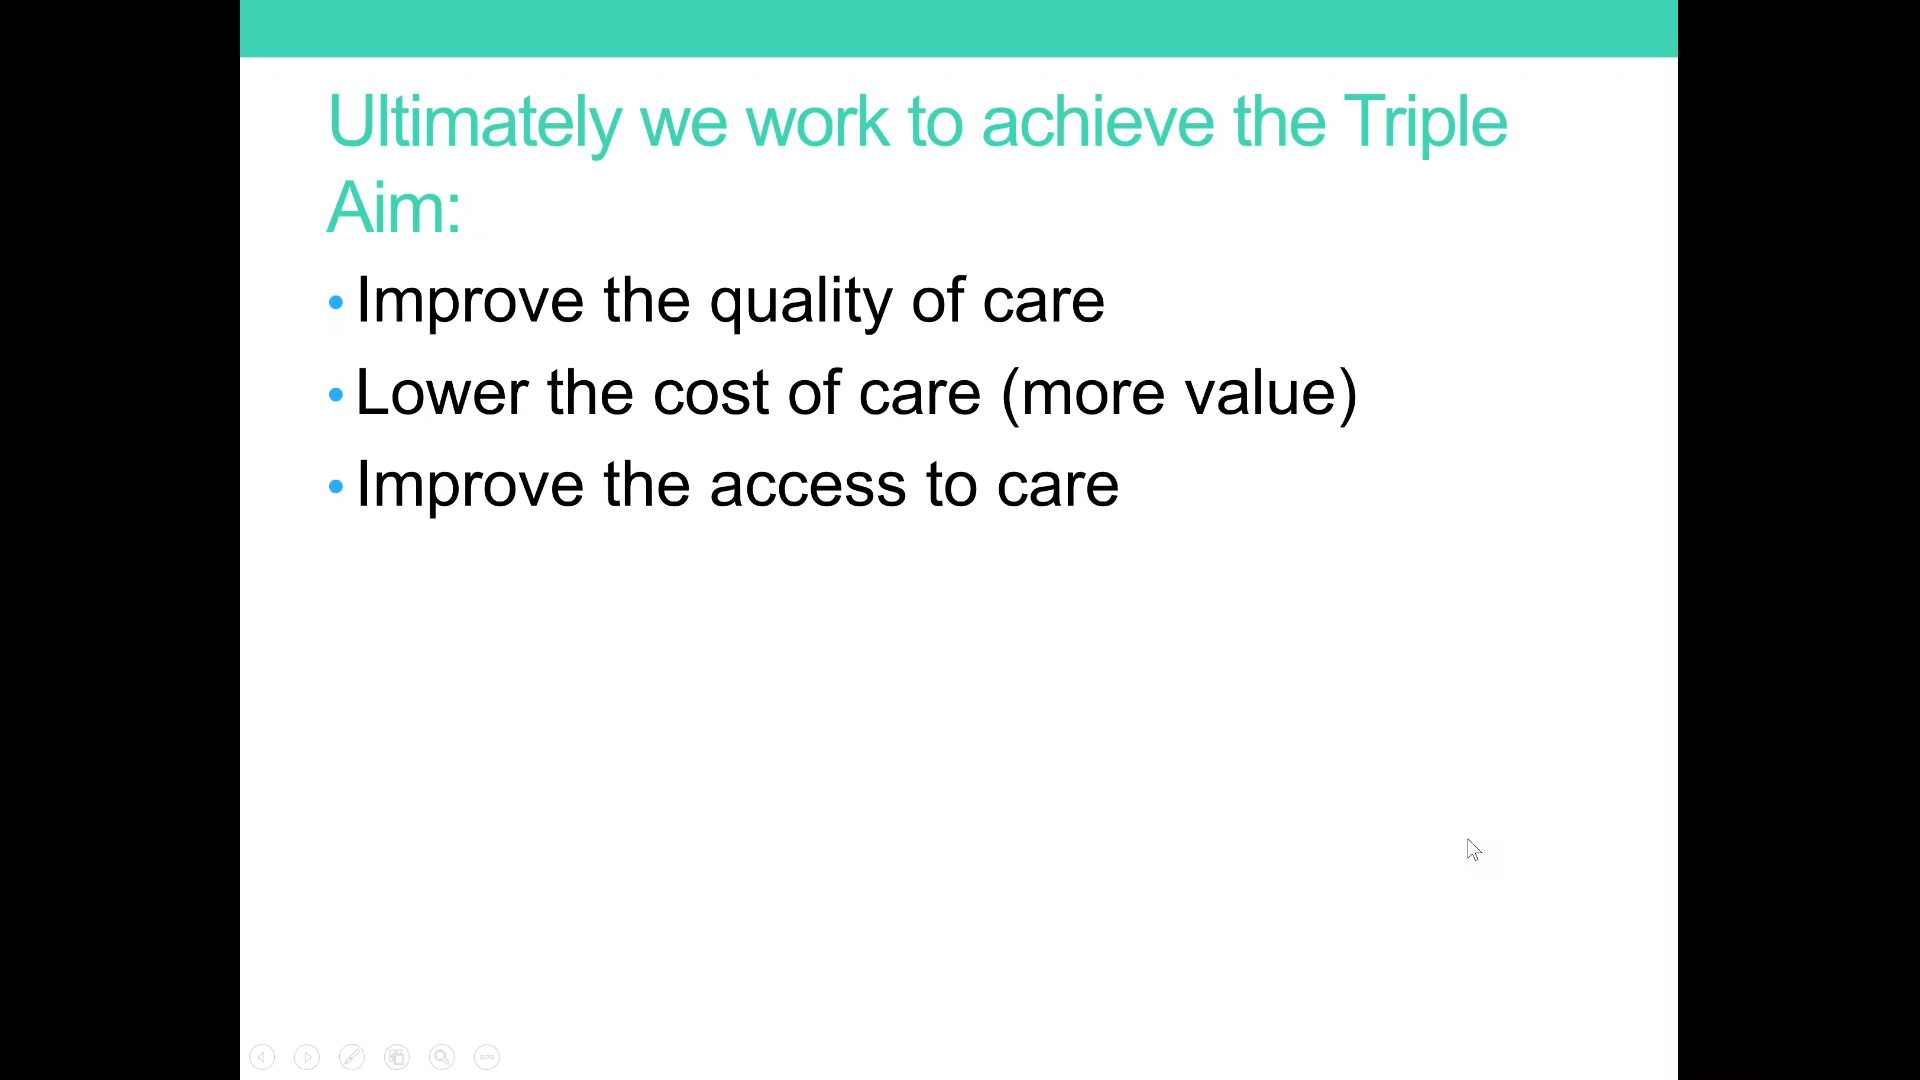 Ultimately we work to achieve the Triple
Aim:
• Improve the quality of care
• Lower the cost of care (more value)
• Improve the access to care